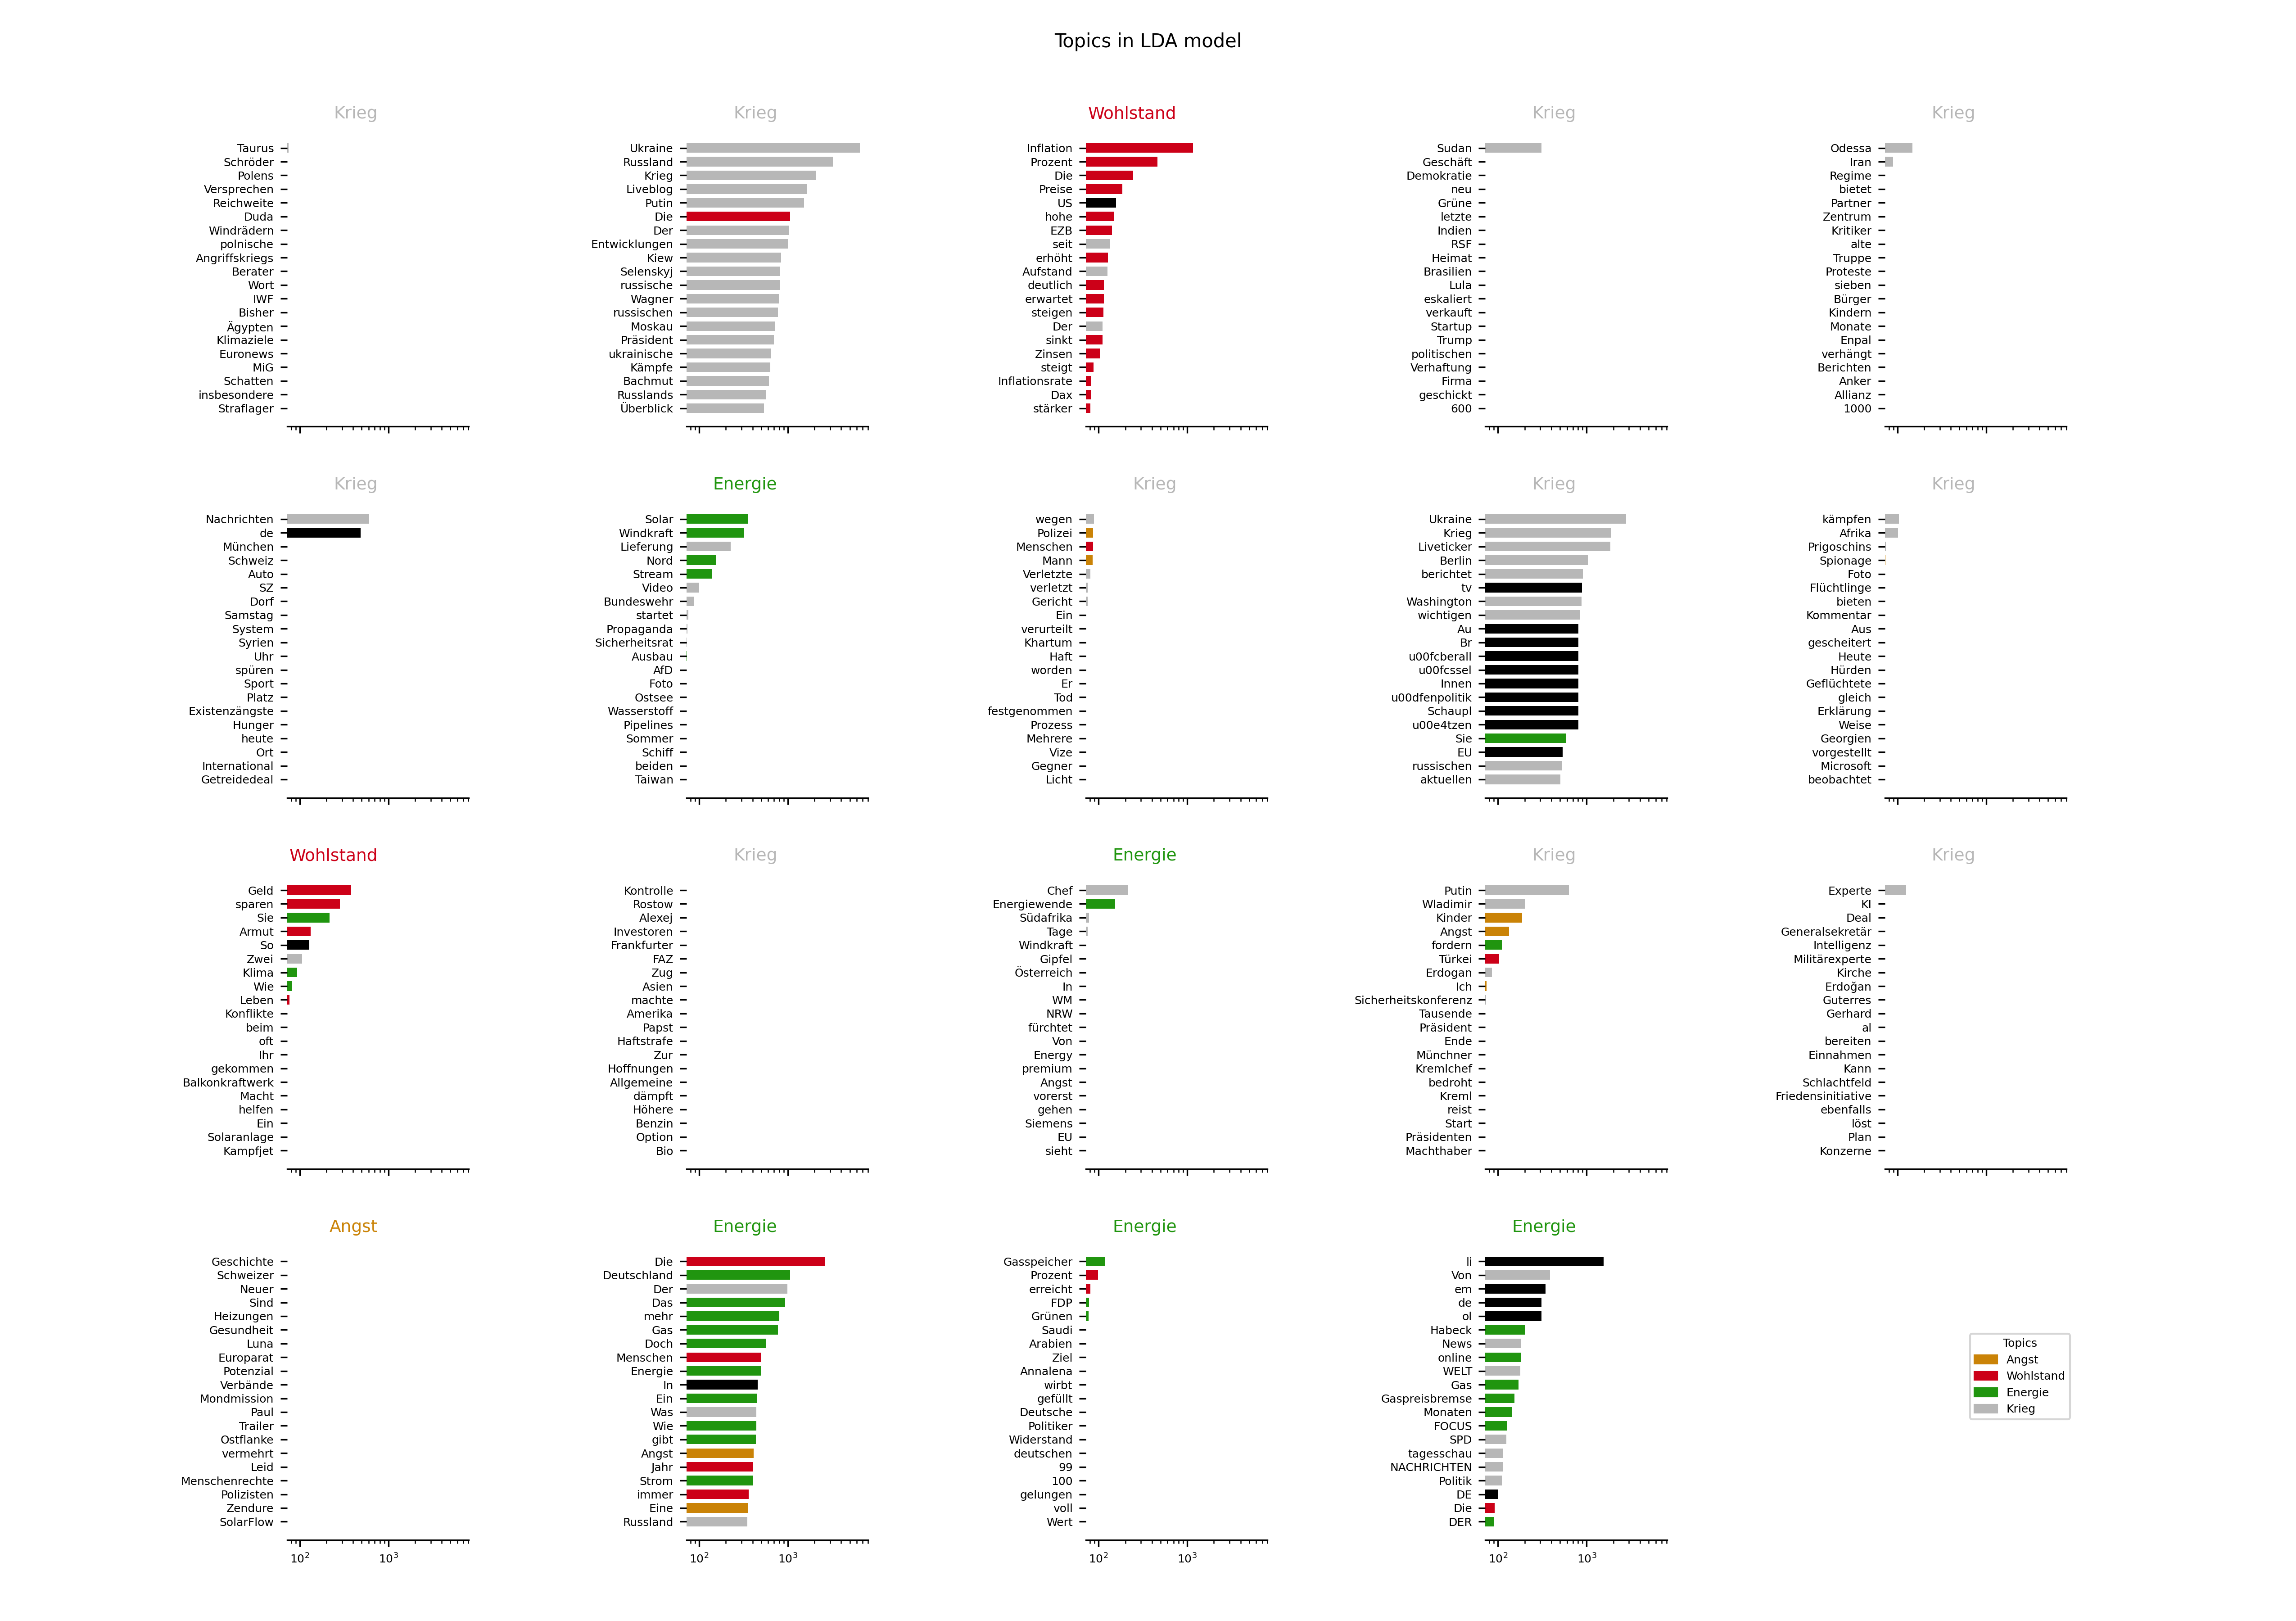 Topics in LDA model
Krieg
Taurus
Schröder
Polens
Versprechen
Reichweite
Duda
Windrädern
polnische
Angriffskriegs
Berater
Wort
IWF
Bisher
Ägypten
Klimaziele
Euronews
MiG
Schatten
insbesondere
Straflager
Krieg
Ukraine
Russland
Krieg
Liveblog
Putin
Die
Der
Entwicklungen
Kiew
Selenskyj
russische
Wagner
russischen
Moskau
Präsident
ukrainische
Kämpfe
Bachmut
Russlands
Überblick
Wohlstand
Inflation
Prozent
Die
Preise
US
hohe
EZB
seit
erhöht
Aufstand
deutlich
erwartet
steigen
Der
sinkt
Zinsen
steigt
Inflationsrate
Dax
stärker
Krieg
Sudan
Geschäft
Demokratie
neu
Grüne
letzte
Indien
RSF
Heimat
Brasilien
Lula
eskaliert
verkauft
Startup
Trump
politischen
Verhaftung
Firma
geschickt
600
Krieg
Odessa
Iran
Regime
bietet
Partner
Zentrum
Kritiker
alte
Truppe
Proteste
sieben
Bürger
Kindern
Monate
Enpal
verhängt
Berichten
Anker
Allianz
1000
Krieg
Nachrichten
de
München
Schweiz
Auto
SZ
Dorf
Samstag
System
Syrien
Uhr
spüren
Sport
Platz
Existenzängste
Hunger
heute
Ort
International
Getreidedeal
Energie
Solar
Windkraft
Lieferung
Nord
Stream
Video
Bundeswehr
startet
Propaganda
Sicherheitsrat
Ausbau
AfD
Foto
Ostsee
Wasserstoff
Pipelines
Sommer
Schiff
beiden
Taiwan
Krieg
wegen
Polizei
Menschen
Mann
Verletzte
verletzt
Gericht
Ein
verurteilt
Khartum
Haft
worden
Er
Tod
festgenommen
Prozess
Mehrere
Vize
Gegner
Licht
Krieg
Ukraine
Krieg
Liveticker
Berlin
berichtet
tv
Washington
wichtigen
Au
Br
u00fcberall
u00fcssel
Innen
u00dfenpolitik
Schaupl
u00e4tzen
Sie
EU
russischen
aktuellen
Krieg
kämpfen
Afrika
Prigoschins
Spionage
Foto
Flüchtlinge
bieten
Kommentar
Aus
gescheitert
Heute
Hürden
Geflüchtete
gleich
Erklärung
Weise
Georgien
vorgestellt
Microsoft
beobachtet
Wohlstand
Geld
sparen
Sie
Armut
So
Zwei
Klima
Wie
Leben
Konflikte
beim
oft
Ihr
gekommen
Balkonkraftwerk
Macht
helfen
Ein
Solaranlage
Kampfjet
Krieg
Kontrolle
Rostow
Alexej
Investoren
Frankfurter
FAZ
Zug
Asien
machte
Amerika
Papst
Haftstrafe
Zur
Hoffnungen
Allgemeine
dämpft
Höhere
Benzin
Option
Bio
Energie
Chef
Energiewende
Südafrika
Tage
Windkraft
Gipfel
Österreich
In
WM
NRW
fürchtet
Von
Energy
premium
Angst
vorerst
gehen
Siemens
EU
sieht
Krieg
Putin
Wladimir
Kinder
Angst
fordern
Türkei
Erdogan
Ich
Sicherheitskonferenz
Tausende
Präsident
Ende
Münchner
Kremlchef
bedroht
Kreml
reist
Start
Präsidenten
Machthaber
Krieg
Experte
KI
Deal
Generalsekretär
Intelligenz
Militärexperte
Kirche
Erdoğan
Guterres
Gerhard
al
bereiten
Einnahmen
Kann
Schlachtfeld
Friedensinitiative
ebenfalls
löst
Plan
Konzerne
Angst
Geschichte
Schweizer
Neuer
Sind
Heizungen
Gesundheit
Luna
Europarat
Potenzial
Verbände
Mondmission
Paul
Trailer
Ostflanke
vermehrt
Leid
Menschenrechte
Polizisten
Zendure
SolarFlow
10² 10³
Energie
Die
Deutschland
Der
Das
mehr
Gas
Doch
Menschen
Energie
In
Ein
Was
Wie
gibt
Angst
Jahr
Strom
immer
Eine
Russland
10² 10³
Energie
Gasspeicher
Prozent
erreicht
FDP
Grünen
Saudi
Arabien
Ziel
Annalena
wirbt
gefüllt
Deutsche
Politiker
Widerstand
deutschen
99
100
gelungen
voll
Wert
10² 10³
Energie
li
Von
em
de
ol
Habeck
News
online
WELT
Gas
Gaspreisbremse
Monaten
FOCUS
SPD
tagesschau
NACHRICHTEN
Politik
DE
Die
DER
10² 10³
Topics
Angst
Wohlstand
Energie
Krieg